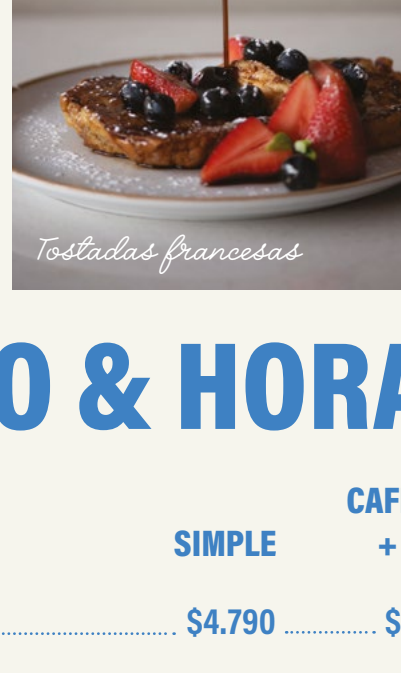 Tostadas francesas
O & HORA
CAF
SIMPLE +
$4.790 $